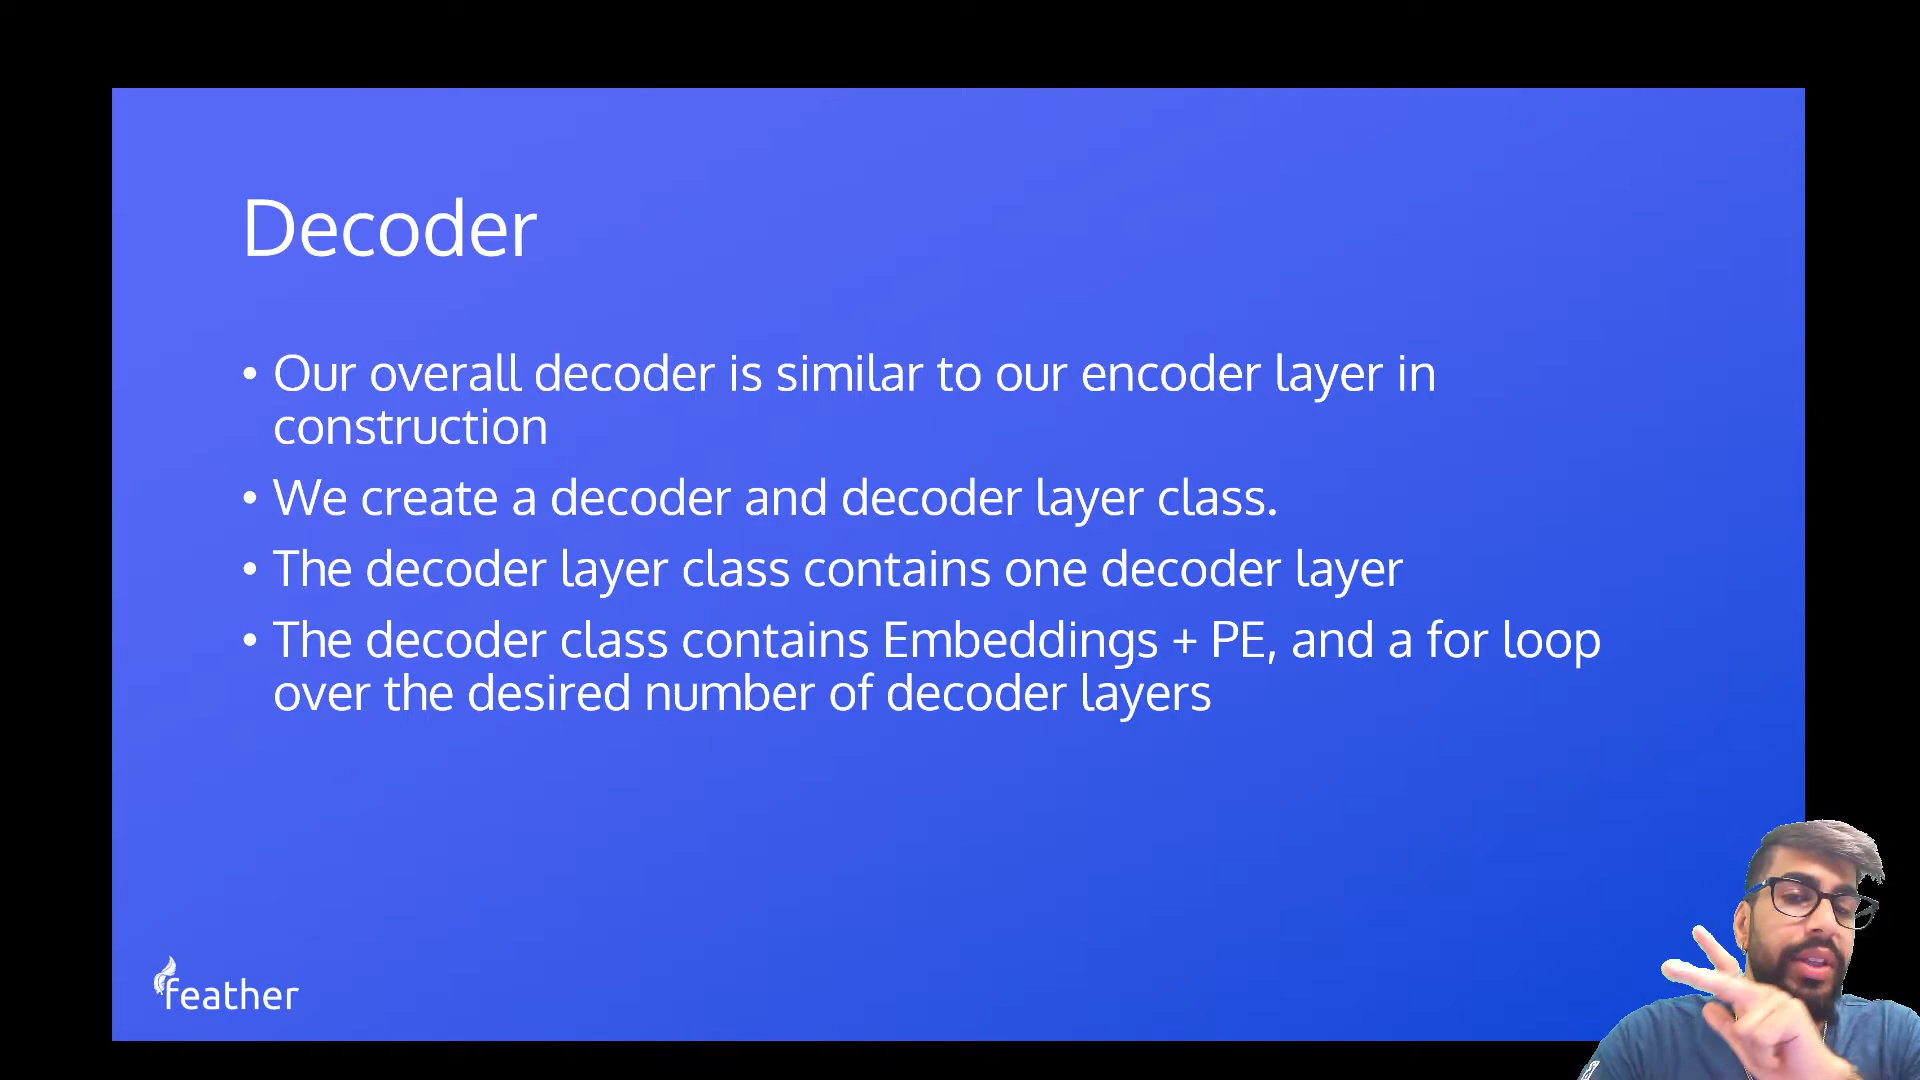 Decoder
• Our overall decoder is similar to our encoder layer in
construction
• We create a decoder and decoder layer class.
• The decoder layer class contains one decoder layer
• The decoder class contains Embeddings + PE, and a for loop
over the desired number of decoder layers
feather